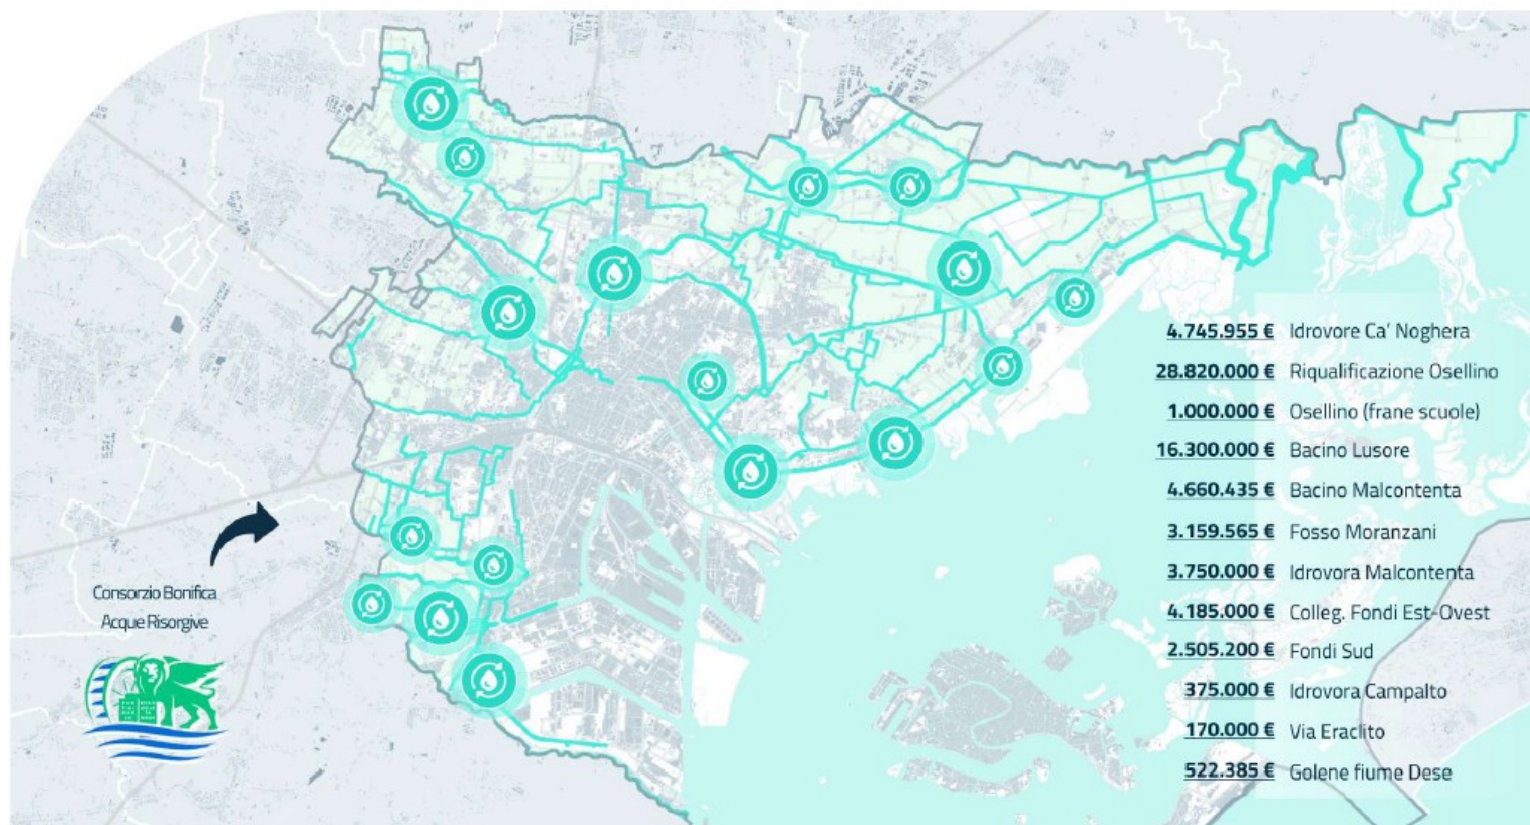 4.745.955 € Idrovore Ca' Noghera
28.820.000 € Riqualificazione Osellino
1.000.000 € Osellino (frane scuole)
16.300.000 € Bacino Lusore
4.660.435 € Bacino Malcontenta
3.159.565 € Fosso Moranzani
3.750.000 € Idrovora Malcontenta
4.185.000 € Colleg. Fondi Est-Ovest
2.505.200 € Fondi Sud
375.000 € Idrovora Campalto
170.000 € Via Eraclito
522.385 € Golene fiume Dese
Consorzio Bonifica
Acque Risorgive